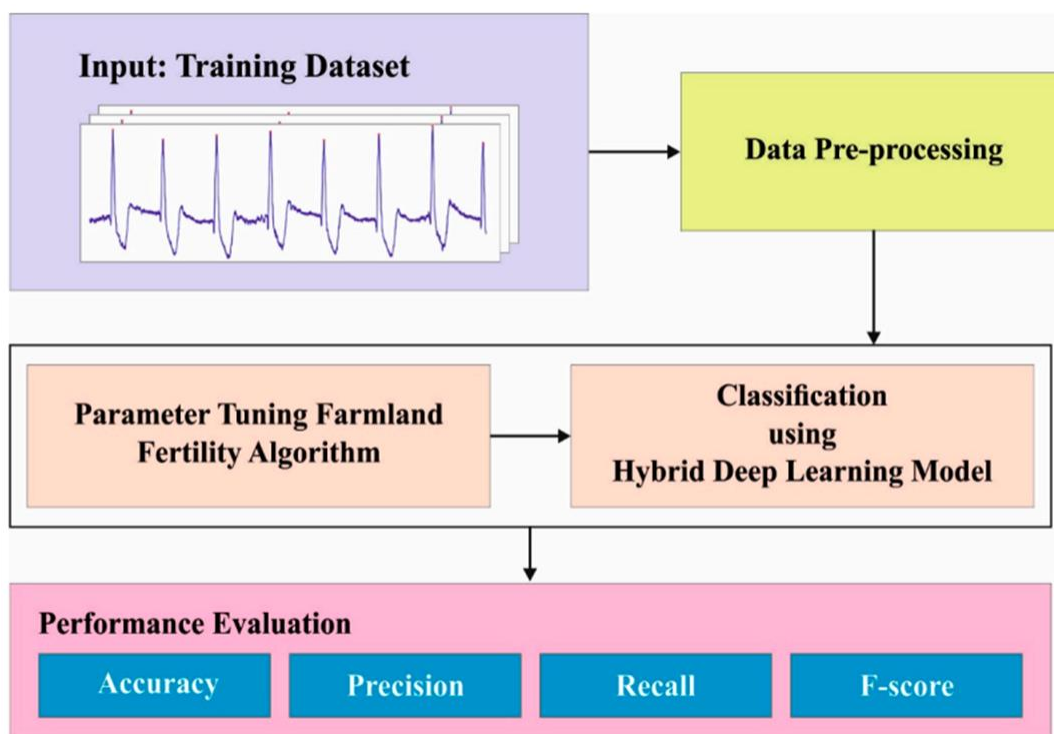 Input: Training Dataset
Data Pre-processing
Parameter Tuning Farmland
Fertility Algorithm
Classification
using
Hybrid Deep Learning Model
Performance Evaluation
Accuracy
Precision
Recall
F-score